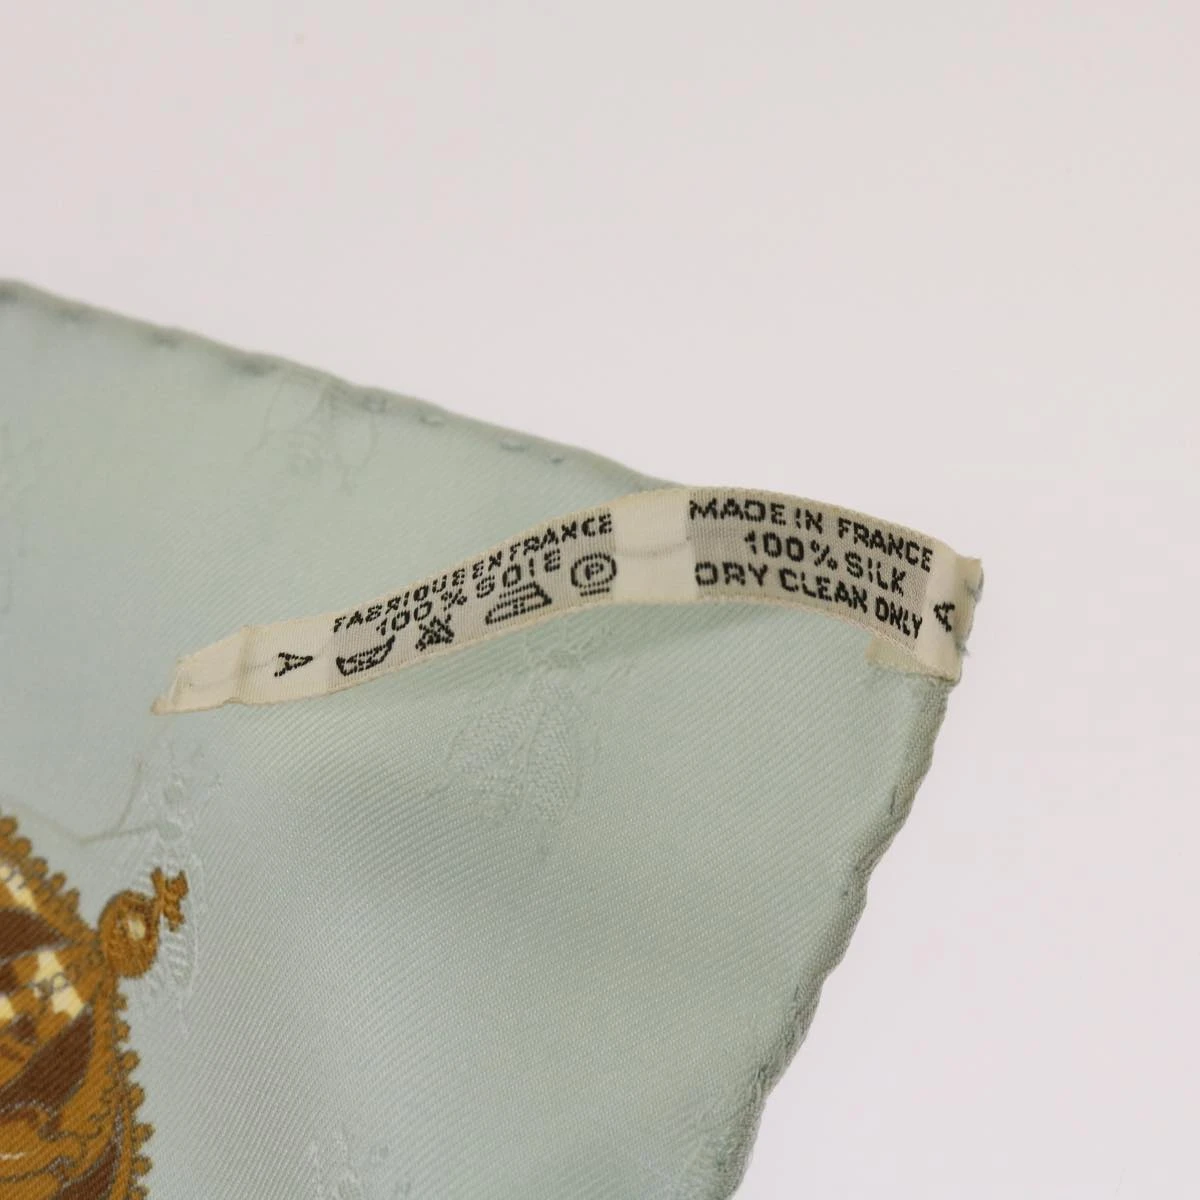 FABRIQUE EN FRANCE
100% SOIE
P
A
MADE IN FRANCE
100% SILK
DRY CLEAN ONLY
A